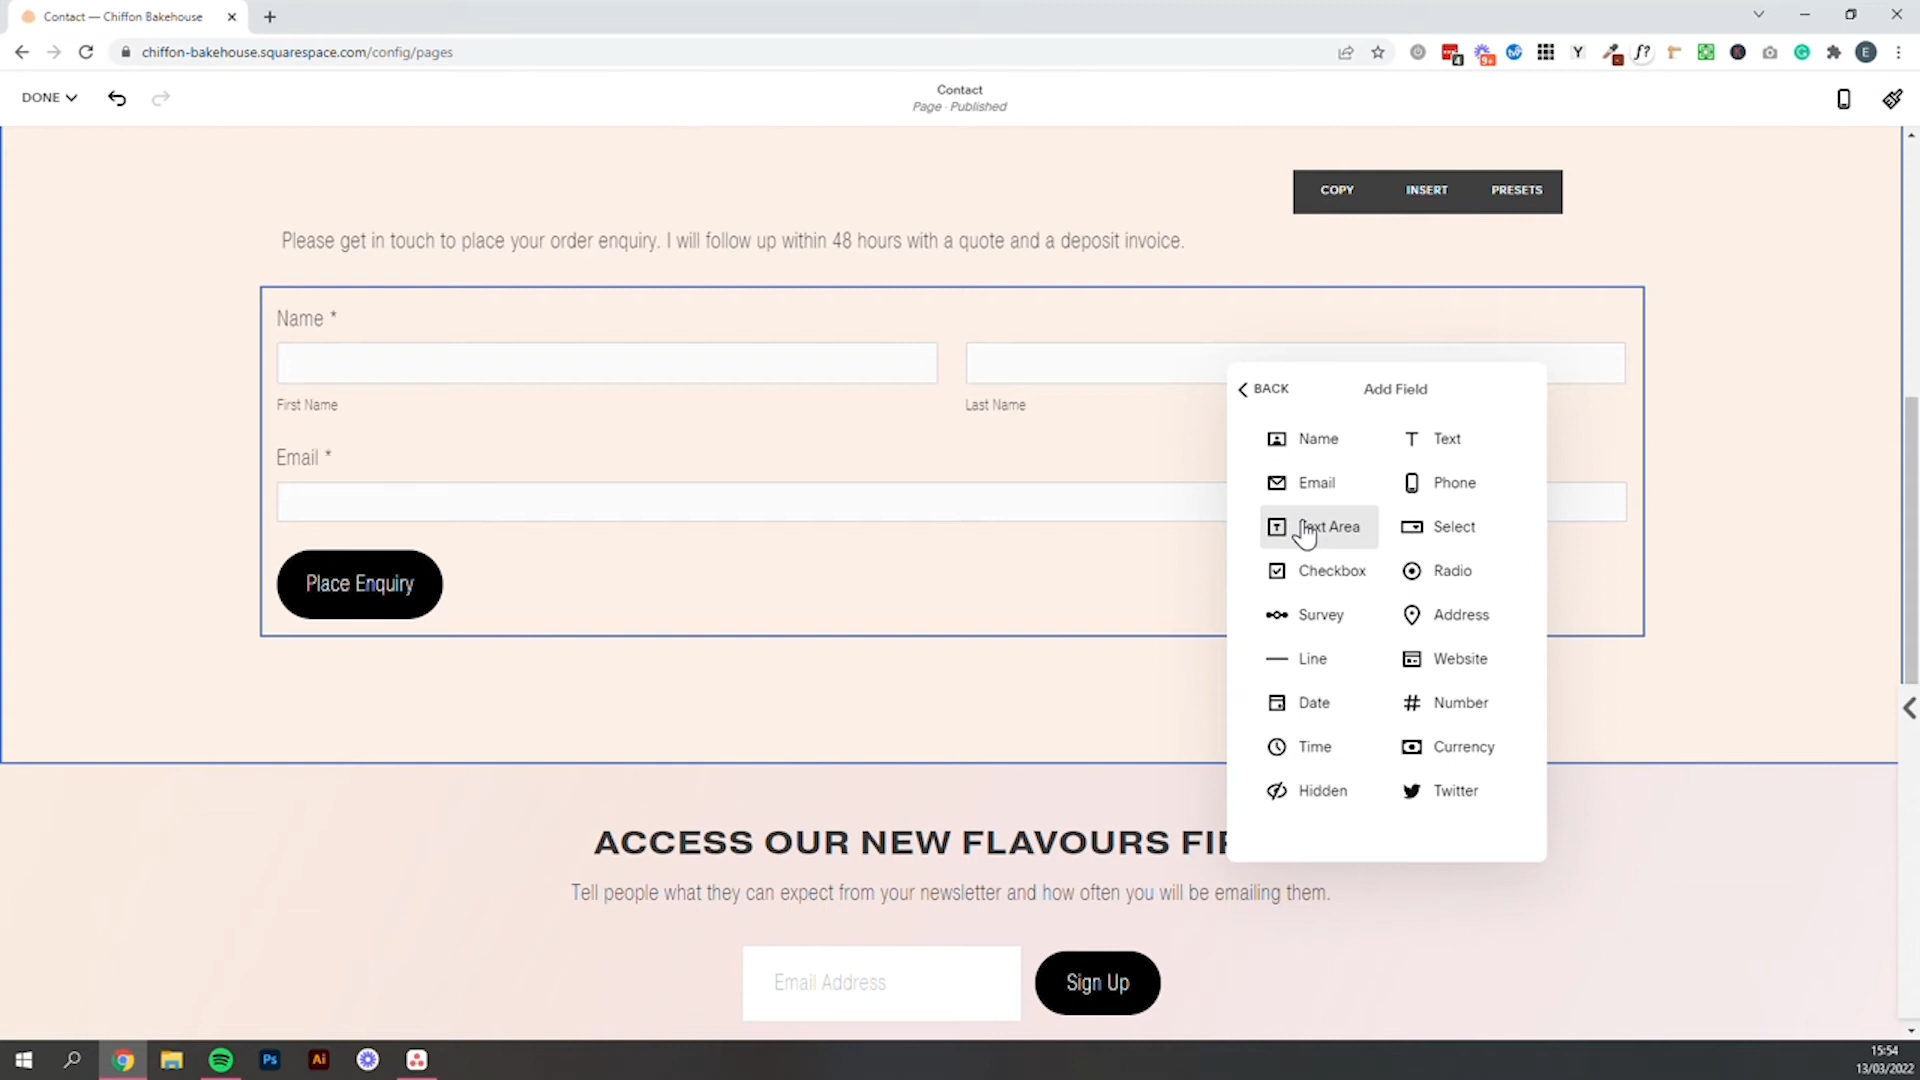 Contact — Chiffon Bakehouse
chiffon-bakehouse.squarespace.com/config/pages
4
9+
Y
f?
E
DONE
Contact
Page · Published
COPY INSERT PRESETS
Please get in touch to place your order enquiry. I will follow up within 48 hours with a quote and a deposit invoice.
Name *
First Name
Last Name
Email *
Place Enquiry
BACK
Add Field
Name
Text
Email
Phone
Text Area
Select
Checkbox
Radio
Survey
Address
Line
Website
Date
Number
Time
Currency
Hidden
Twitter
ACCESS OUR NEW FLAVOURS
Tell people what they can expect from your newsletter and how often you will be emailing them.
Email Address
Sign Up
Ps
Ai
15:54
13/03/2022